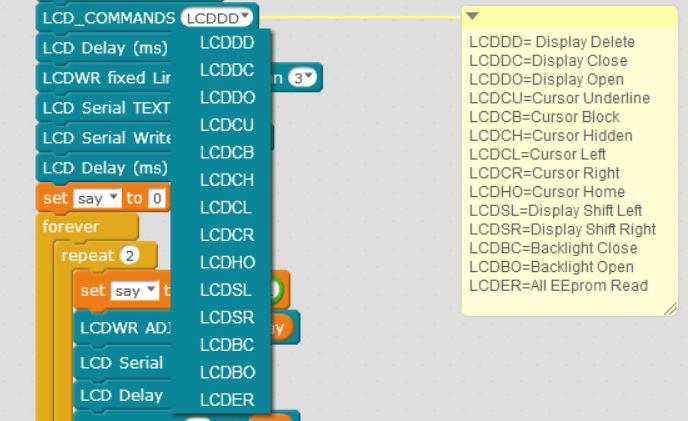 LCD_COMMANDS LCDDD
LCD Delay (ms)
LCDWR fixed Lin n 3
LCD Serial TEXT
LCD Serial Write
LCD Delay (ms)
set say to 0
forever
repeat 2
set say t
LCDWR ADI y
LCD Serial
LCD Delay
LCDDD
LCDDC
LCDDO
LCDCU
LCDCB
LCDCH
LCDCL
LCDCR
LCDHO
LCDSL
LCDSR
LCDBC
LCDBO
LCDER
LCDDD= Display Delete
LCDDC=Display Close
LCDDO=Display Open
LCDCU=Cursor Underline
LCDCB=Cursor Block
LCDCH=Cursor Hidden
LCDCL=Cursor Left
LCDCR=Cursor Right
LCDHO=Cursor Home
LCDSL=Display Shift Left
LCDSR=Display Shift Right
LCDBC=Backlight Close
LCDBO=Backlight Open
LCDER=All EEprom Read